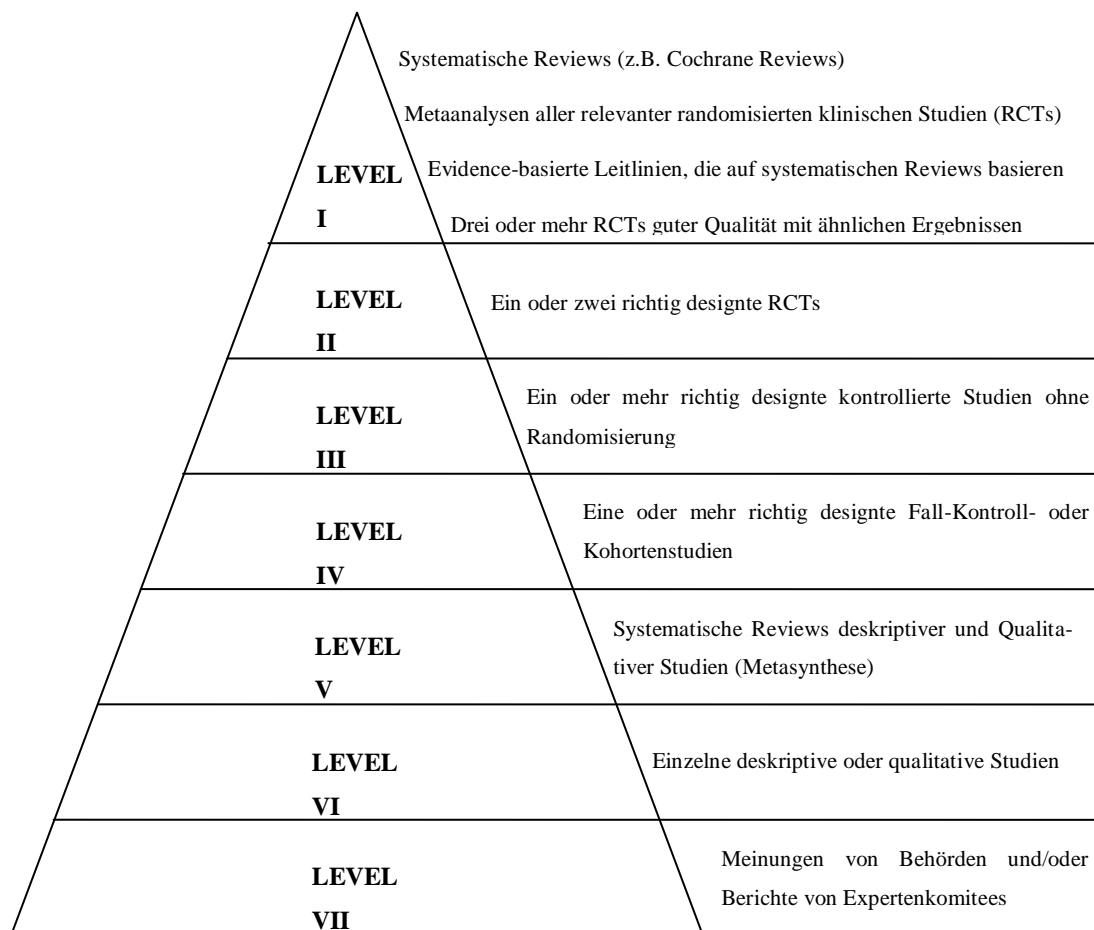 Systematische Reviews (z.B. Cochrane Reviews)
Metaanalysen aller relevanter randomisierten klinischen Studien (RCTs)
LEVEL
I
Evidence-basierte Leitlinien, die auf systematischen Reviews basieren
Drei oder mehr RCTs guter Qualität mit ähnlichen Ergebnissen
LEVEL
II
Ein oder zwei richtig designte RCTs
LEVEL
III
Ein oder mehr richtig designte kontrollierte Studien ohne
Randomisierung
LEVEL
IV
Eine oder mehr richtig designte Fall-Kontroll- oder
Kohortenstudien
LEVEL
V
Systematische Reviews deskriptiver und Qualita-
tiver Studien (Metasynthese)
LEVEL
VI
Einzelne deskriptive oder qualitative Studien
LEVEL
VII
Meinungen von Behörden und/oder
Berichte von Expertenkomitees